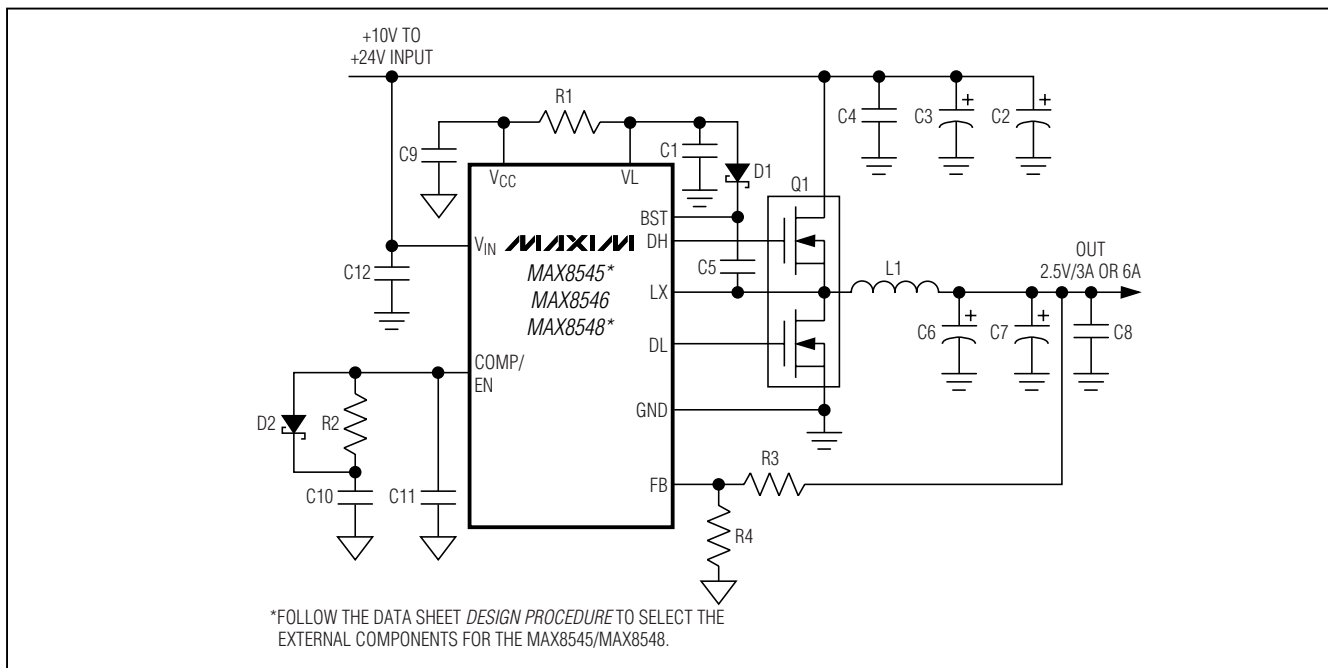 +10V TO
+24V INPUT
R1
C4
+
C3
+
C2
C9
C1
D1
VCC
VL
Q1
BST
DH
VIN
MAXIM
C12
MAX8545*
MAX8546
MAX8548*
C5
LX
L1
OUT
2.5V/3A OR 6A
+
C6
+
C7
C8
DL
COMP/
EN
GND
D2
R2
R3
FB
C10
C11
R4
*FOLLOW THE DATA SHEET DESIGN PROCEDURE TO SELECT THE
EXTERNAL COMPONENTS FOR THE MAX8545/MAX8548.